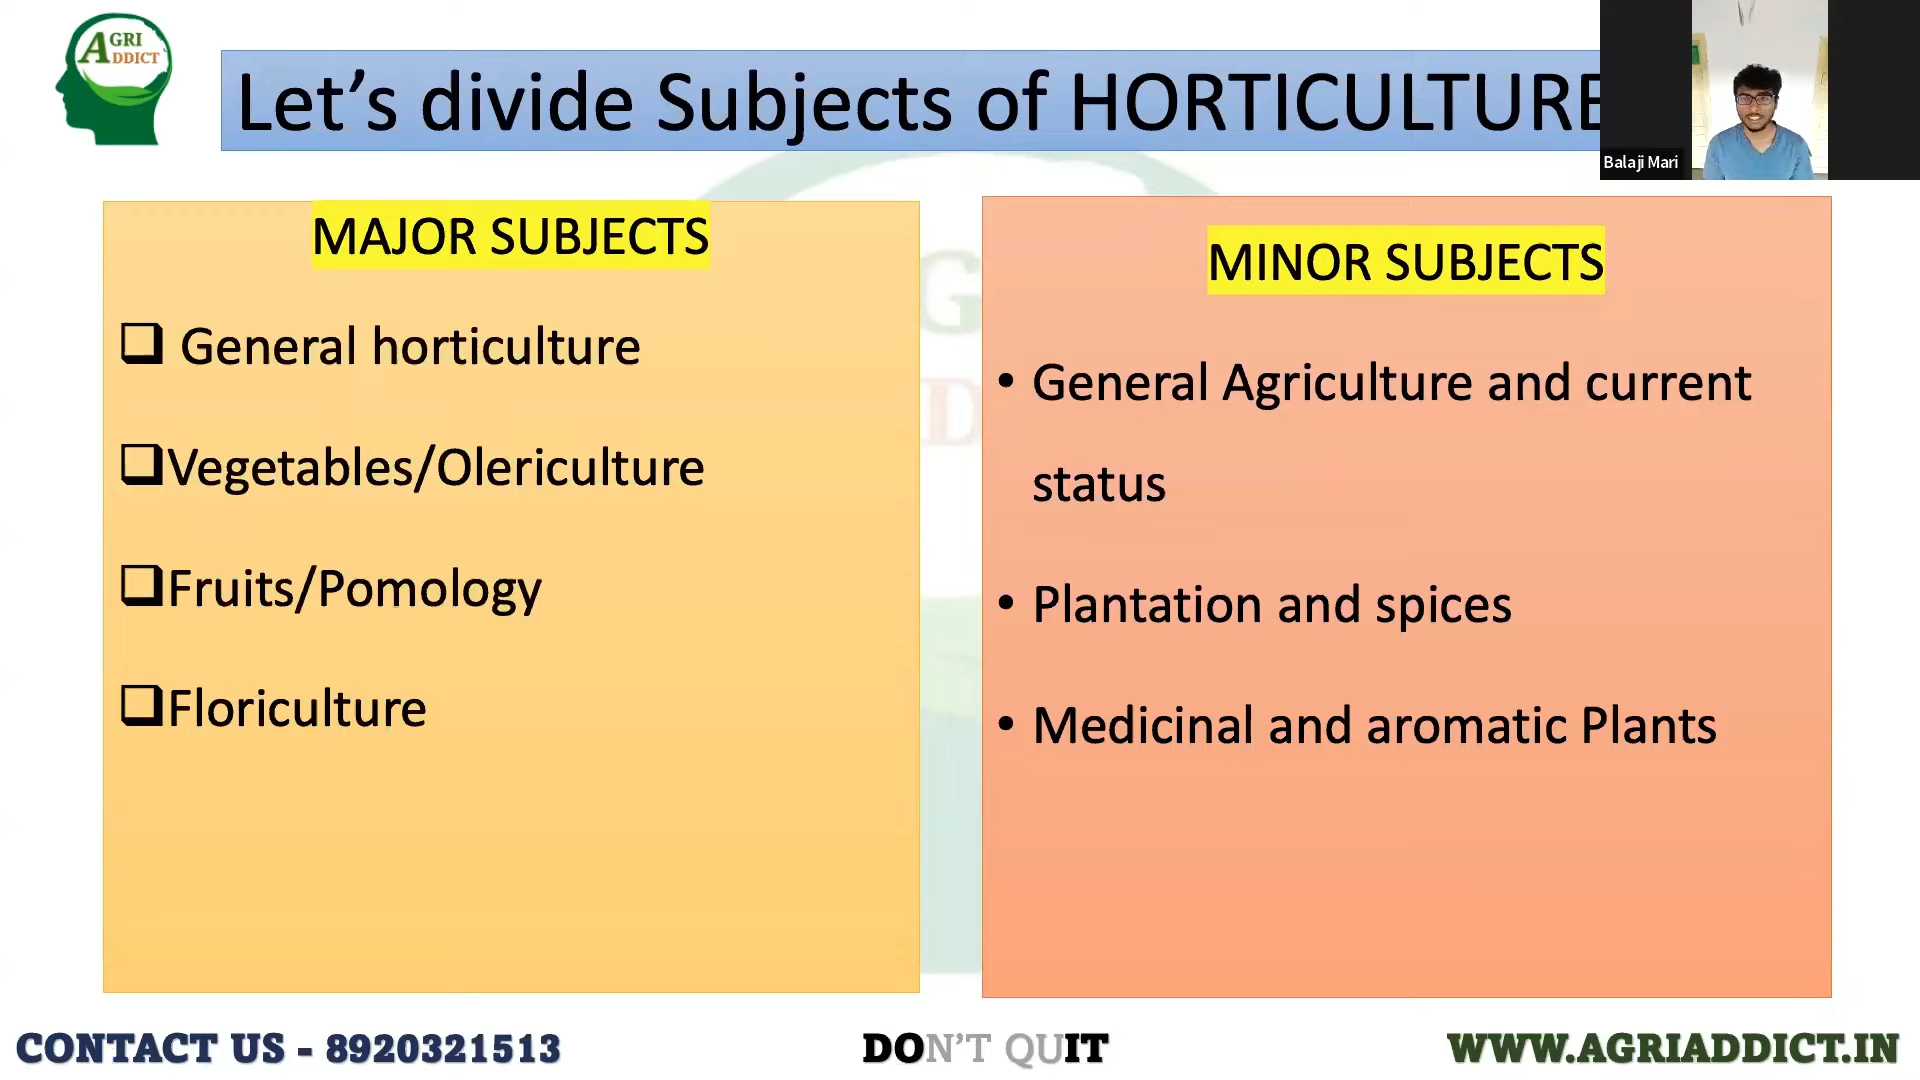 AGRI
ADDICT
Let's divide Subjects of HORTICULTURE
Balaji Mari
MAJOR SUBJECTS
General horticulture
Vegetables/Olericulture
Fruits/Pomology
Floriculture
MINOR SUBJECTS
• General Agriculture and current
status
• Plantation and spices
• Medicinal and aromatic Plants
CONTACT US - 8920321513
DON'T QUIT
WWW.AGRIADDICT.IN